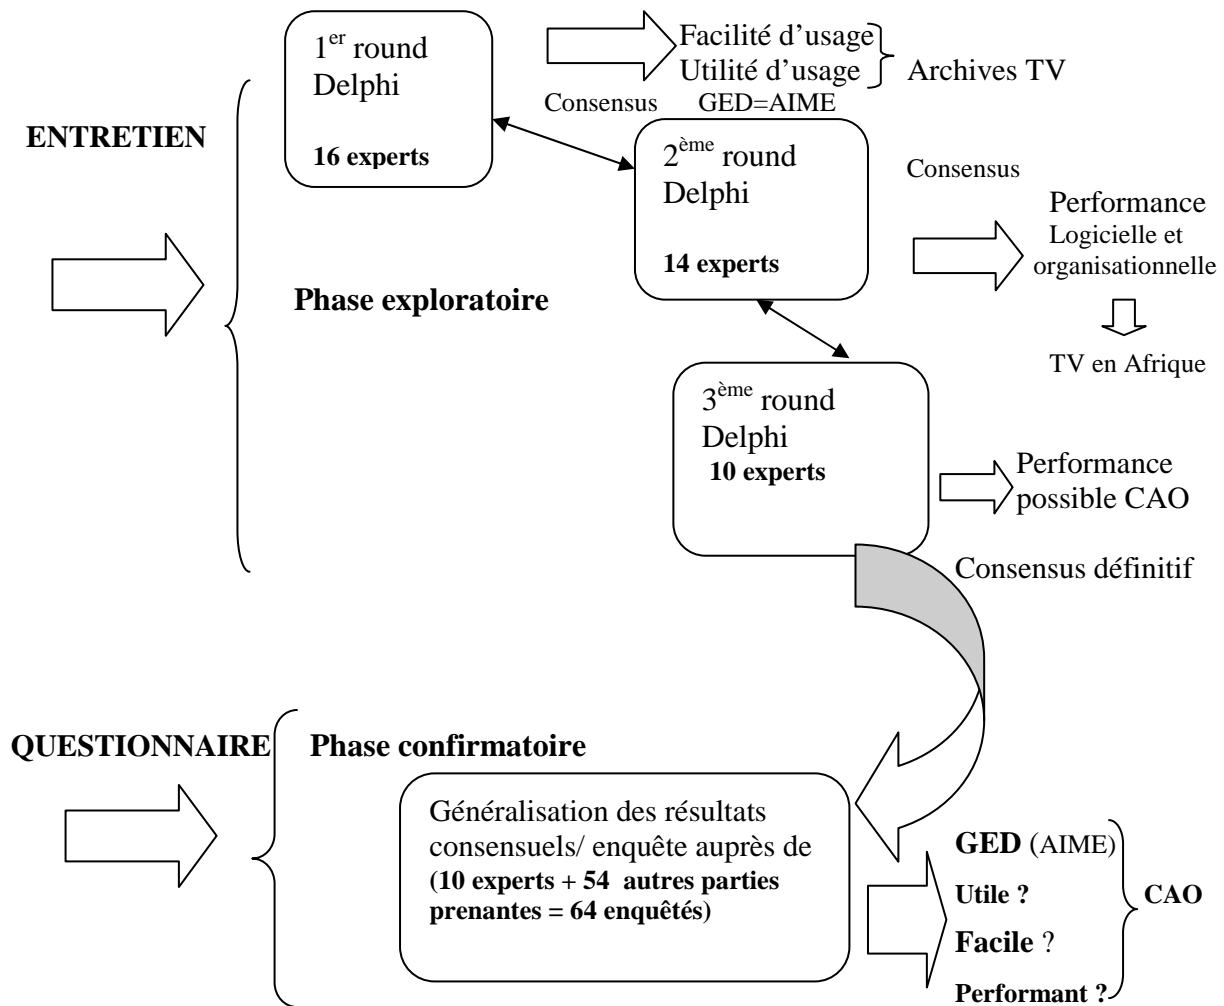 1er round
Delphi
16 experts
Facilité d’usage
Utilité d’usage
Archives TV
Consensus
GED=AIME
ENTRETIEN
2ème round
Delphi
14 experts
Consensus
Performance
Logicielle et
organisationnelle
TV en Afrique
Phase exploratoire
3ème round
Delphi
10 experts
Performance
possible CAO
Consensus définitif
QUESTIONNAIRE
Phase confirmatoire
Généralisation des résultats
consensuels/ enquête auprès de
(10 experts + 54 autres parties
prenantes = 64 enquêtés)
GED (AIME)
Utile ?
Facile ?
Performant ?
CAO